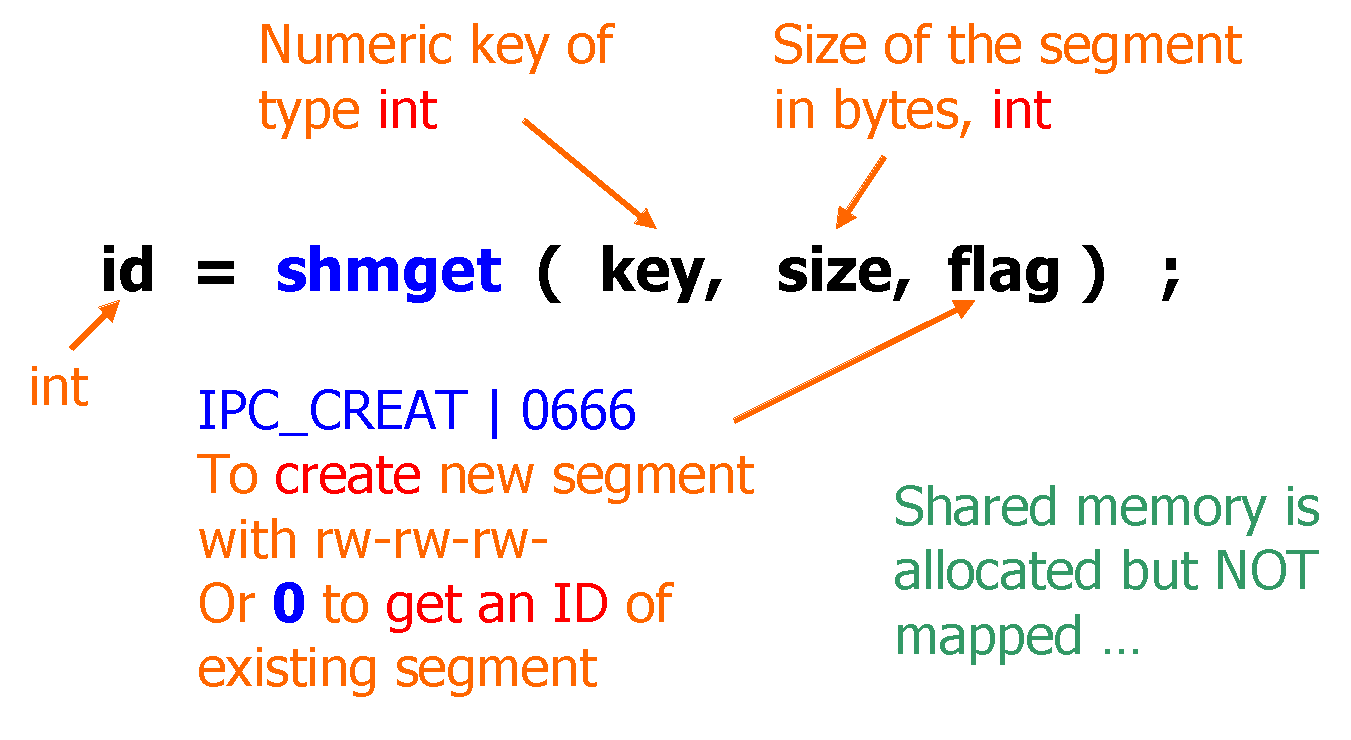 Numeric key of
type int
Size of the segment
in bytes, int
id = shmget ( key, size, flag ) ;
int
IPC_CREAT | 0666
To create new segment
with rw-rw-rw-
Or 0 to get an ID of
existing segment
Shared memory is
allocated but NOT
mapped ...